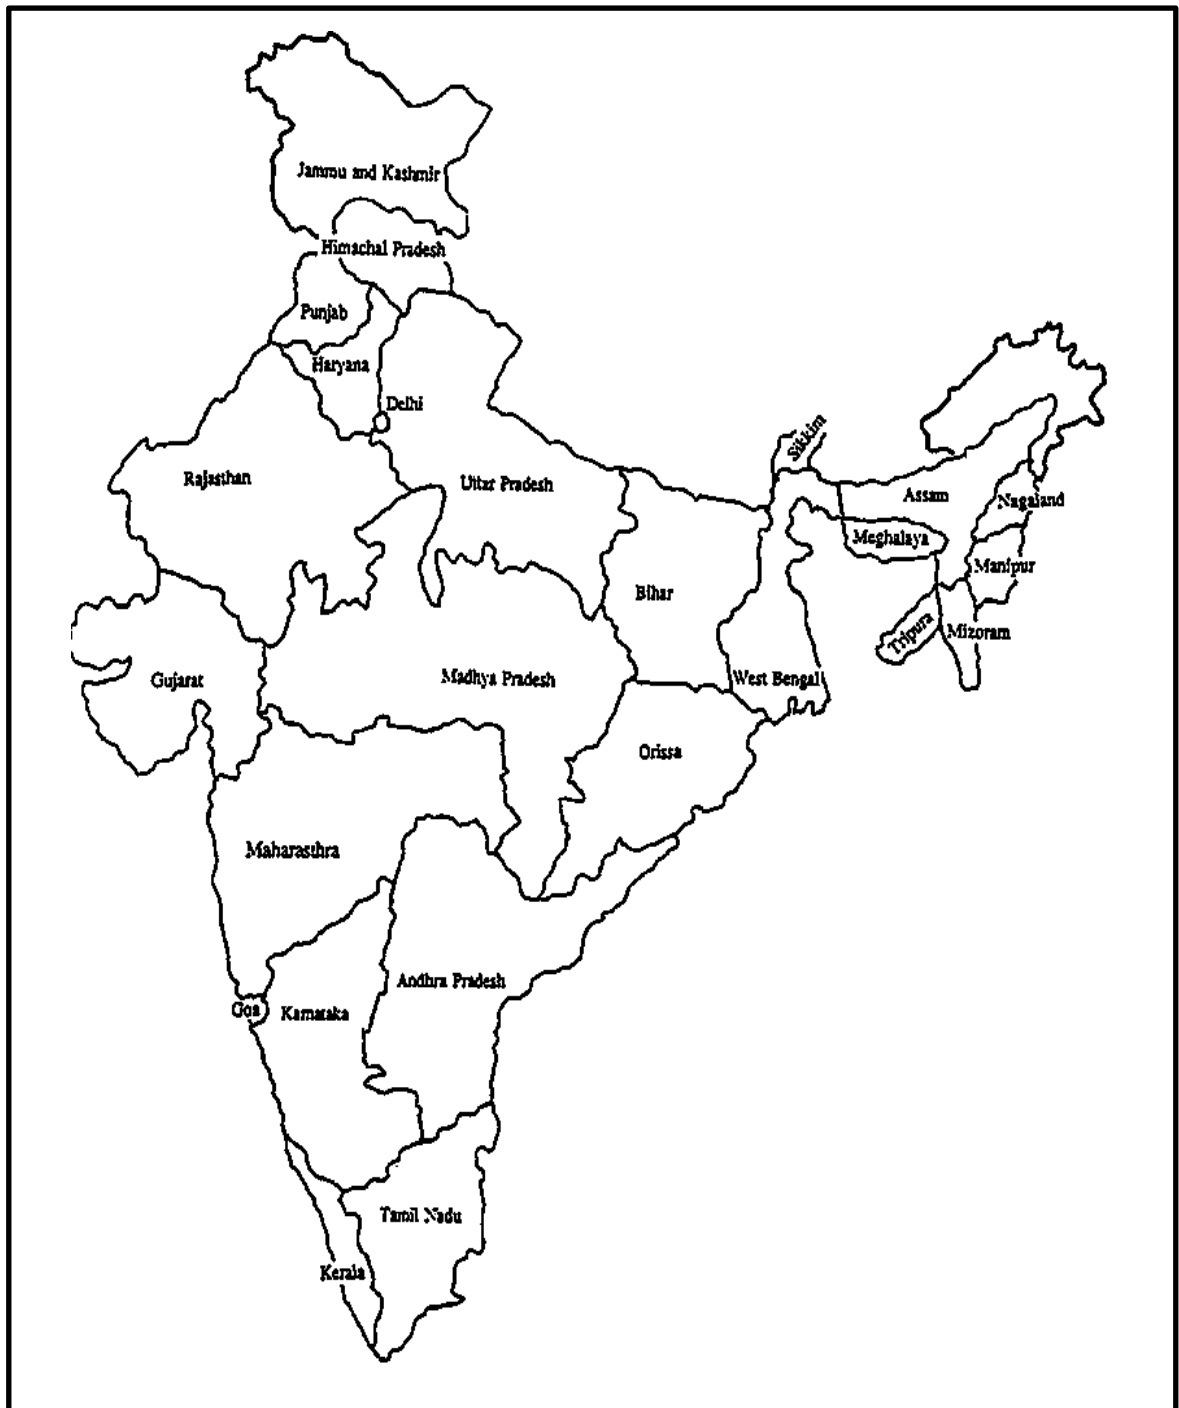 Jammu and Kashmir
Himachal Pradesh
Punjab
Haryana
Delhi
Sikkim
Rajasthan
Uttar Pradesh
Assam
Nagaland
Meghalaya
Manipur
Bihar
Tripura
Mizoram
Gujarat
Madhya Pradesh
West Bengal
Orissa
Maharasthra
Andhra Pradesh
Goa
Karnataka
Tamil Nadu
Kerala